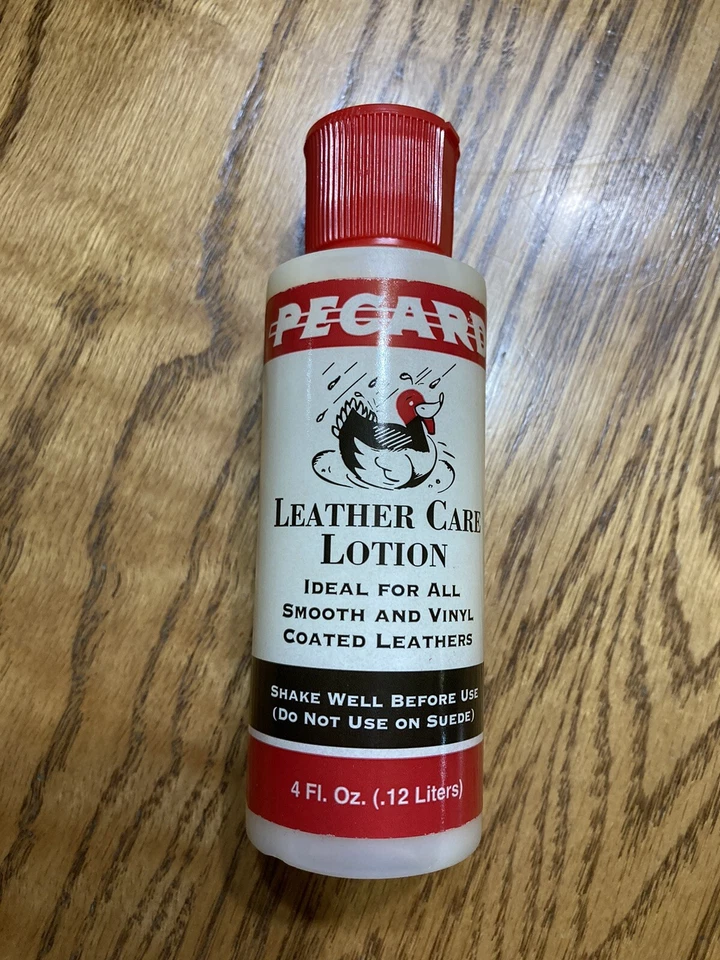 PECARD
LEATHER CARE
LOTION
IDEAL FOR ALL
SMOOTH AND VINYL
COATED LEATHERS
SHAKE WELL BEFORE USE
(DO NOT USE ON SUEDE)
4 Fl. Oz. (.12 Liters)